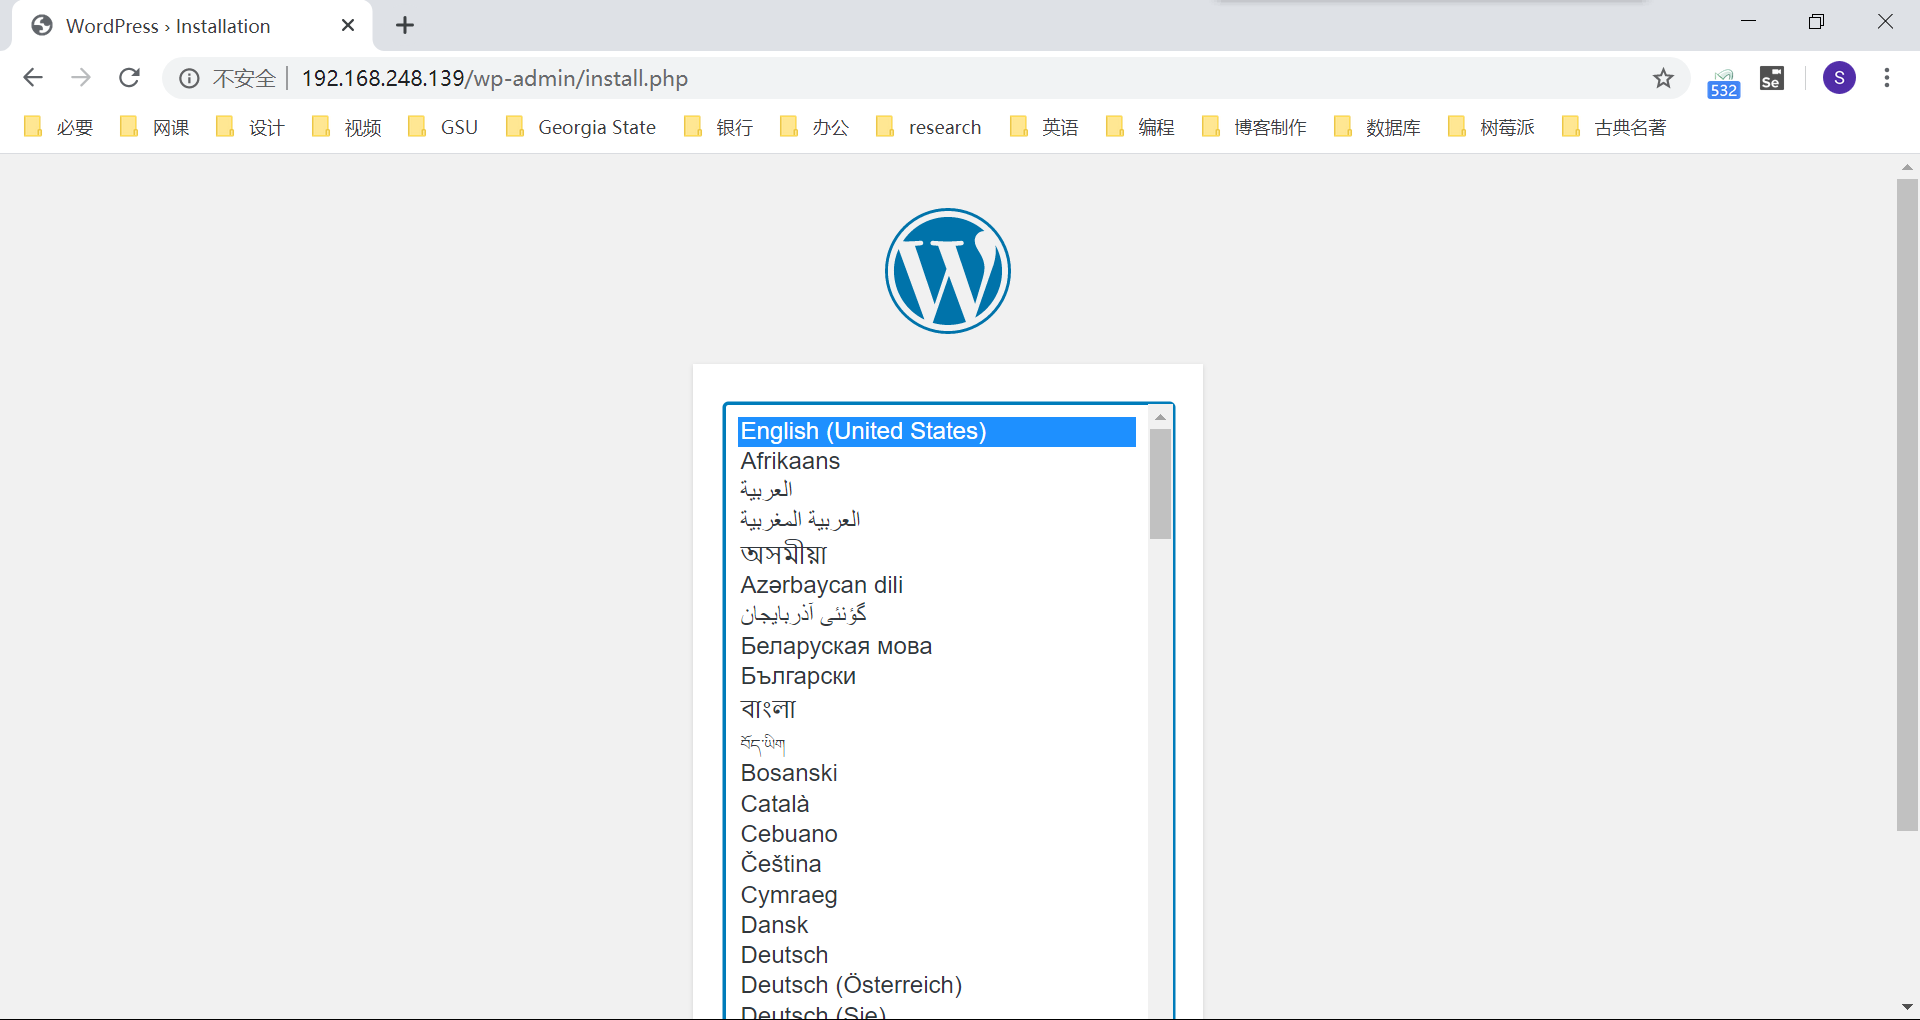 WordPress › Installation
不安全 192.168.248.139/wp-admin/install.php
532
Se
S
必要 网课 设计 视频 GSU Georgia State 银行 办公 research 英语 编程 博客制作 数据库 树莓派 古典名著
W
English (United States)
Afrikaans
العربية
العربية المغربية
অসমীয়া
Azərbaycan dili
گؤنئی آذربایجان
Беларуская мова
Български
বাংলা
བོད་ཡིག
Bosanski
Català
Cebuano
Čeština
Cymraeg
Dansk
Deutsch
Deutsch (Österreich)
Deutsch (Sie)